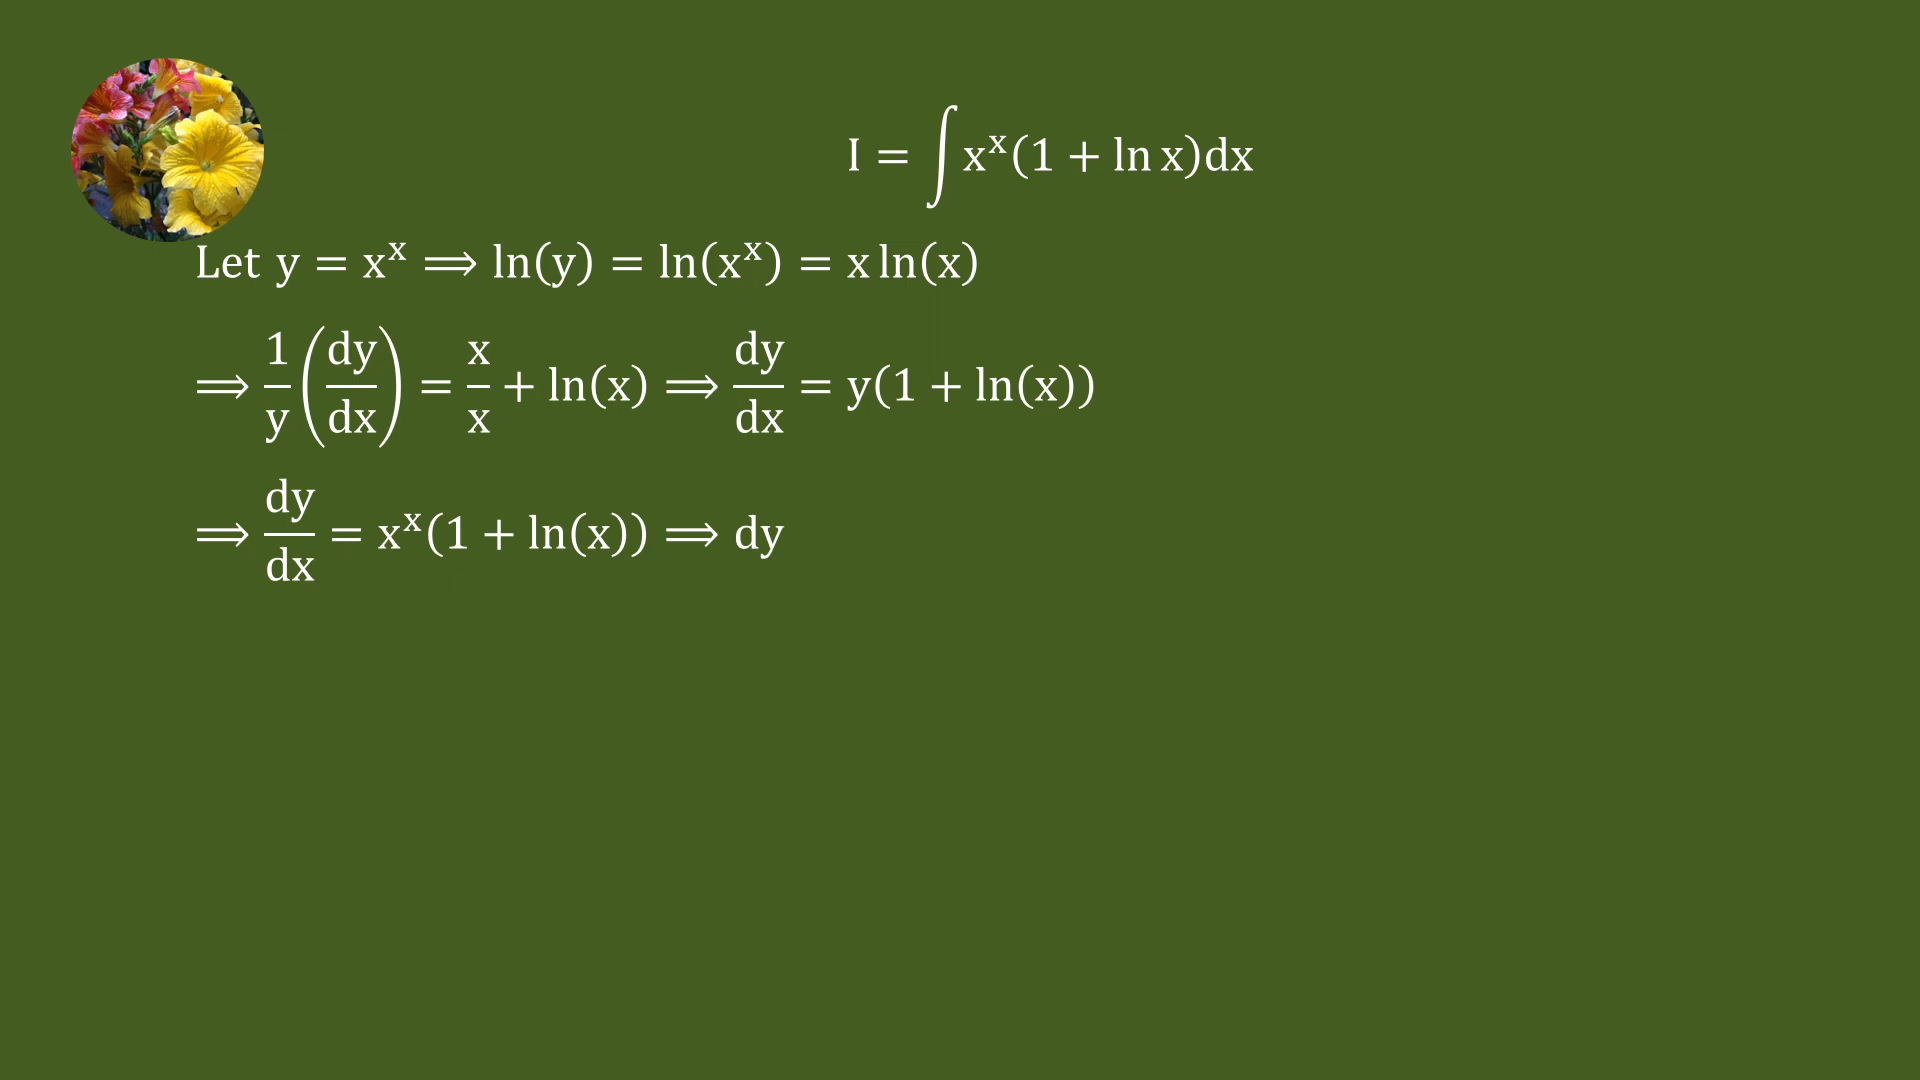 I = ∫ xˣ(1 + ln x)dx
Let y = xˣ ⟹ ln(y) = ln(xˣ) = x ln(x)
⟹ 1/y (dy/dx) = x/x + ln(x) ⟹ dy/dx = y(1 + ln(x))
⟹ dy/dx = xˣ(1 + ln(x)) ⟹ dy